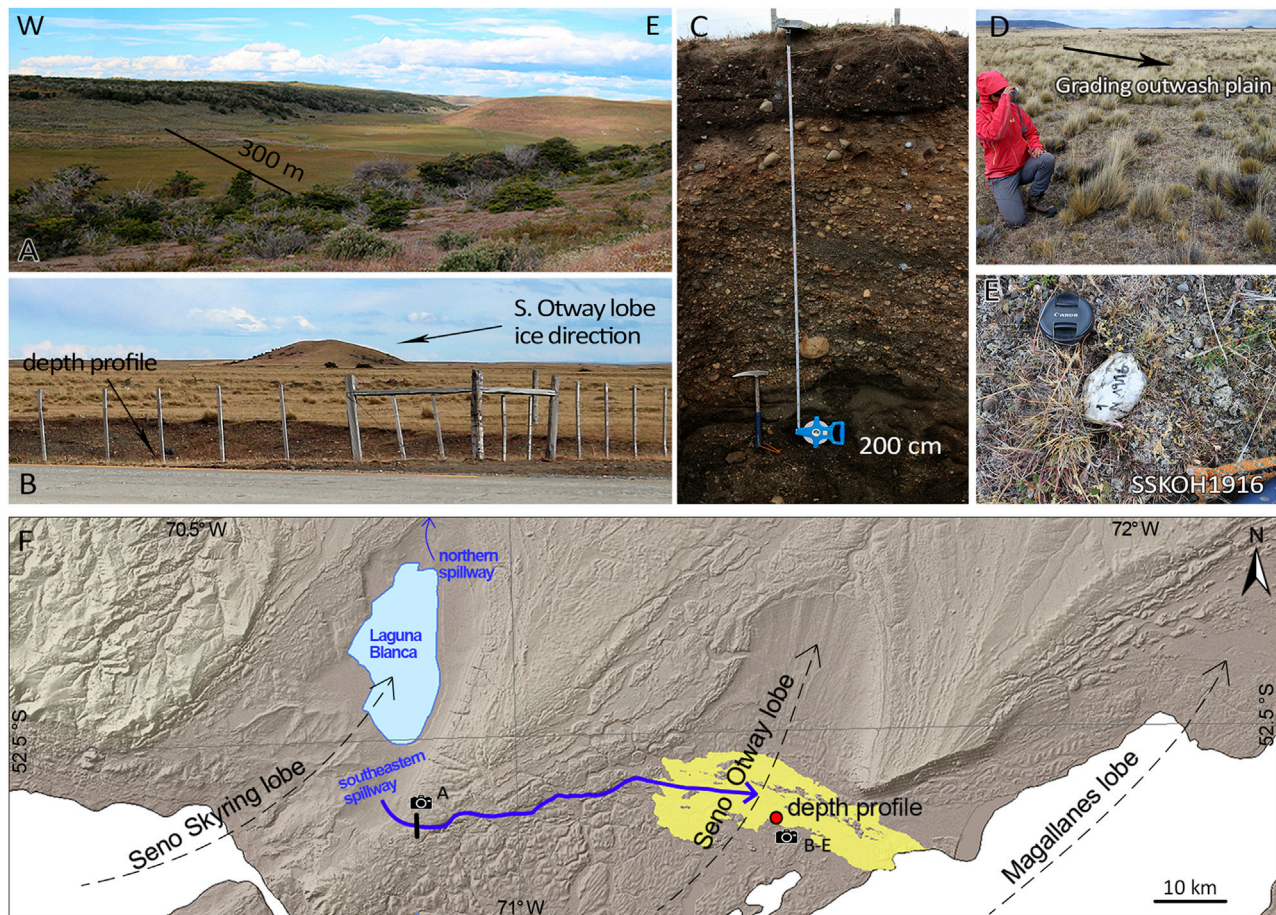 W
E
300 m
A
S. Otway lobe
ice direction
depth profile
B
C
200 cm
D
Grading outwash plain
E
Canon
SSKOH1916
F
70.5° W
72° W
N
northern
spillway
Laguna
Blanca
52.5 °S
52.5 °S
southeastern
spillway
A
Seno Skyring lobe
Seno Otway lobe
depth profile
B-E
Magallanes lobe
71° W
10 km